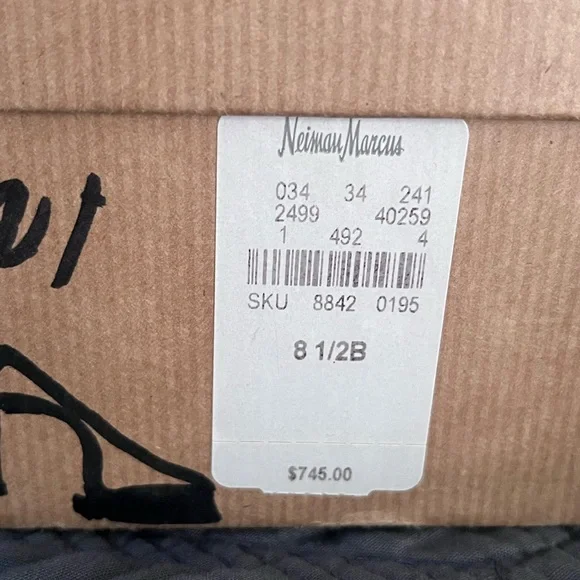 Neiman Marcus
034 34 241
2499 40259
1 492 4
SKU 8842 0195
8 1/2B
$745.00